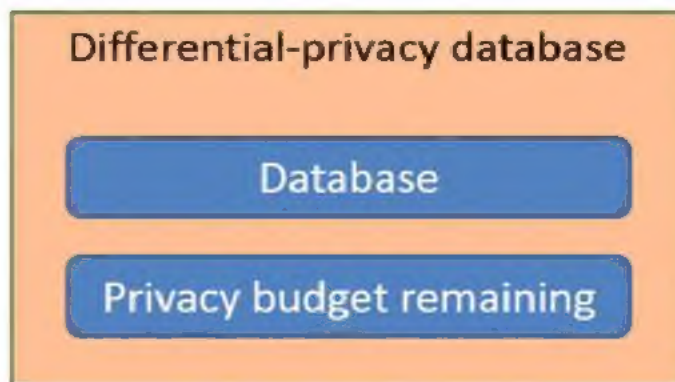 Differential-privacy database
Database
Privacy budget remaining